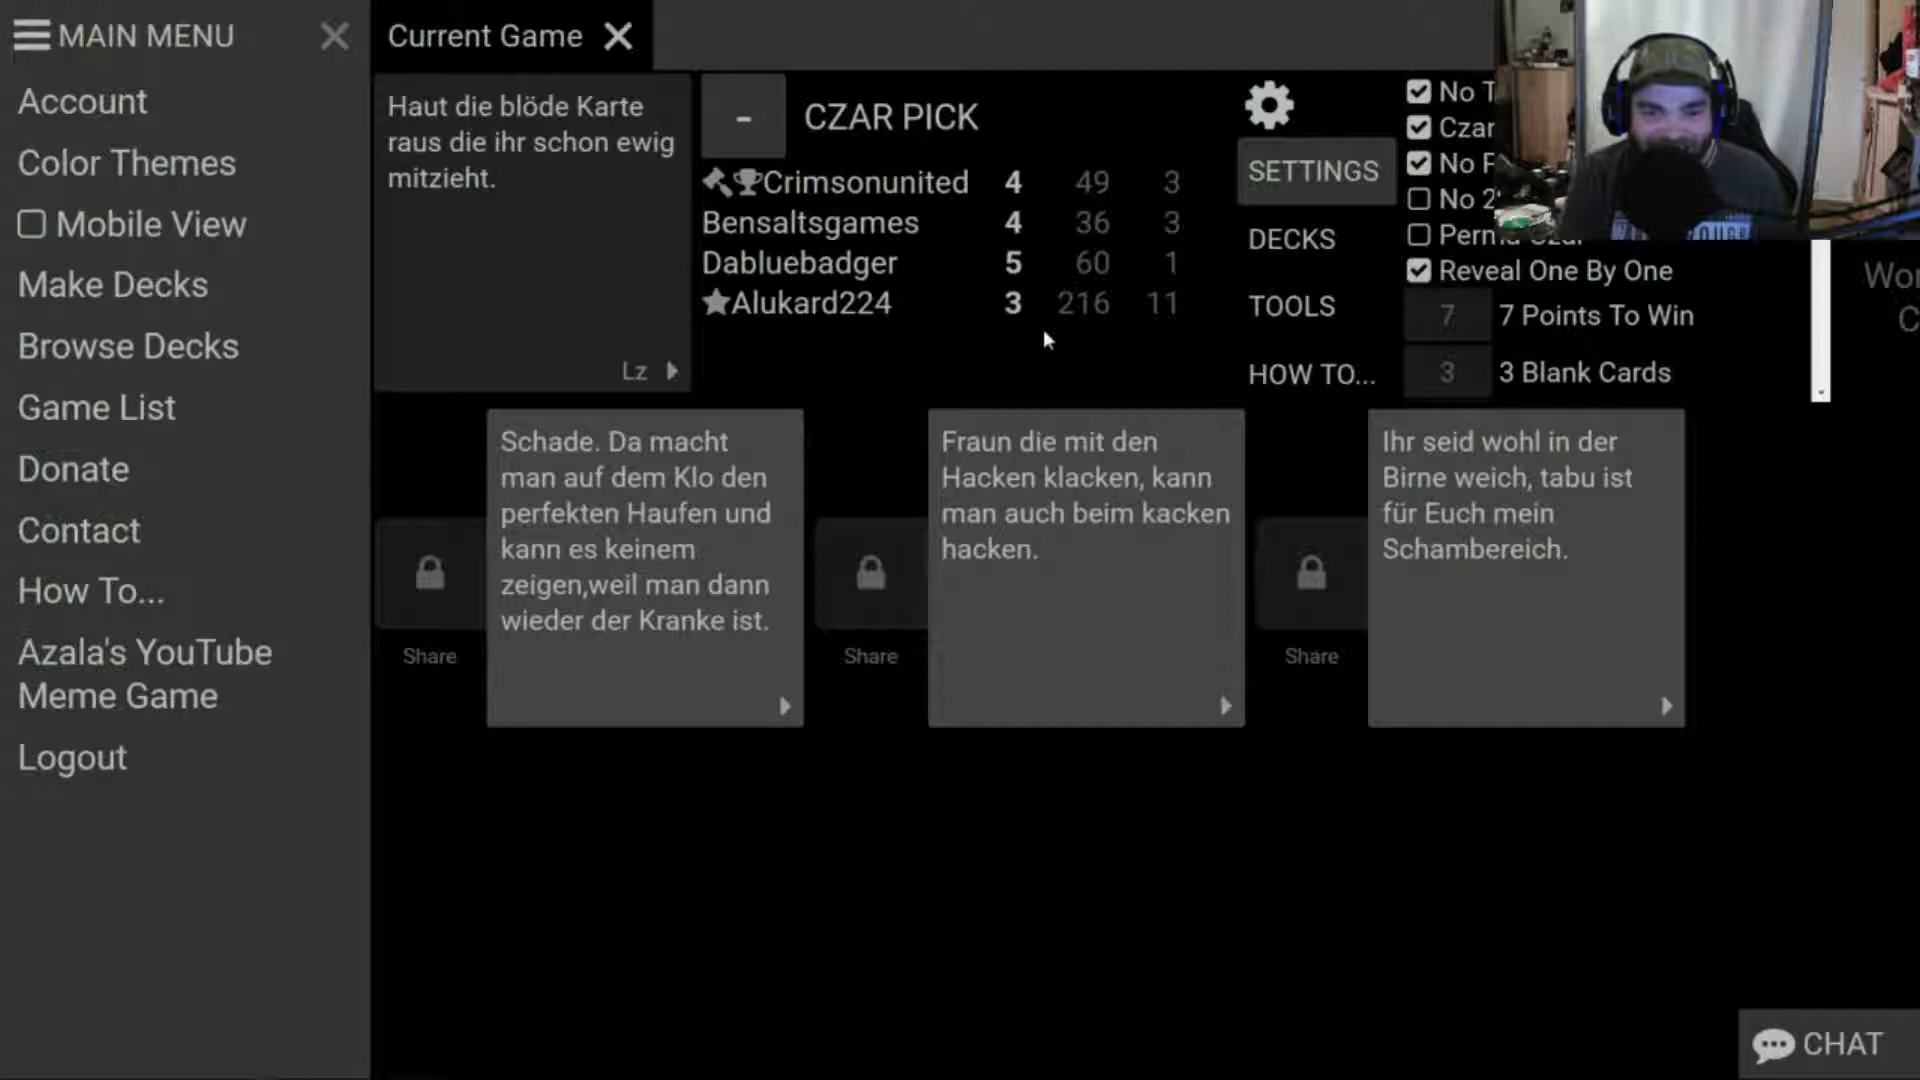 MAIN MENU
Account
Color Themes
Mobile View
Make Decks
Browse Decks
Game List
Donate
Contact
How To...
Azala's YouTube
Meme Game
Logout
Current Game
Haut die blöde Karte
raus die ihr schon ewig
mitzieht.
Lz
-
CZAR PICK
Crimsonunited 4 49 3
Bensaltsgames 4 36 3
Dabluebadger 5 60 1
Alukard224 3 216 11
SETTINGS
DECKS
TOOLS
HOW TO...
No
Czar
No
No 2
Reveal One By One
7 7 Points To Win
3 3 Blank Cards
Schade. Da macht
man auf dem Klo den
perfekten Haufen und
kann es keinem
zeigen,weil man dann
wieder der Kranke ist.
Share
Fraun die mit den
Hacken klacken, kann
man auch beim kacken
hacken.
Share
Ihr seid wohl in der
Birne weich, tabu ist
für Euch mein
Schambereich.
Share
CHAT